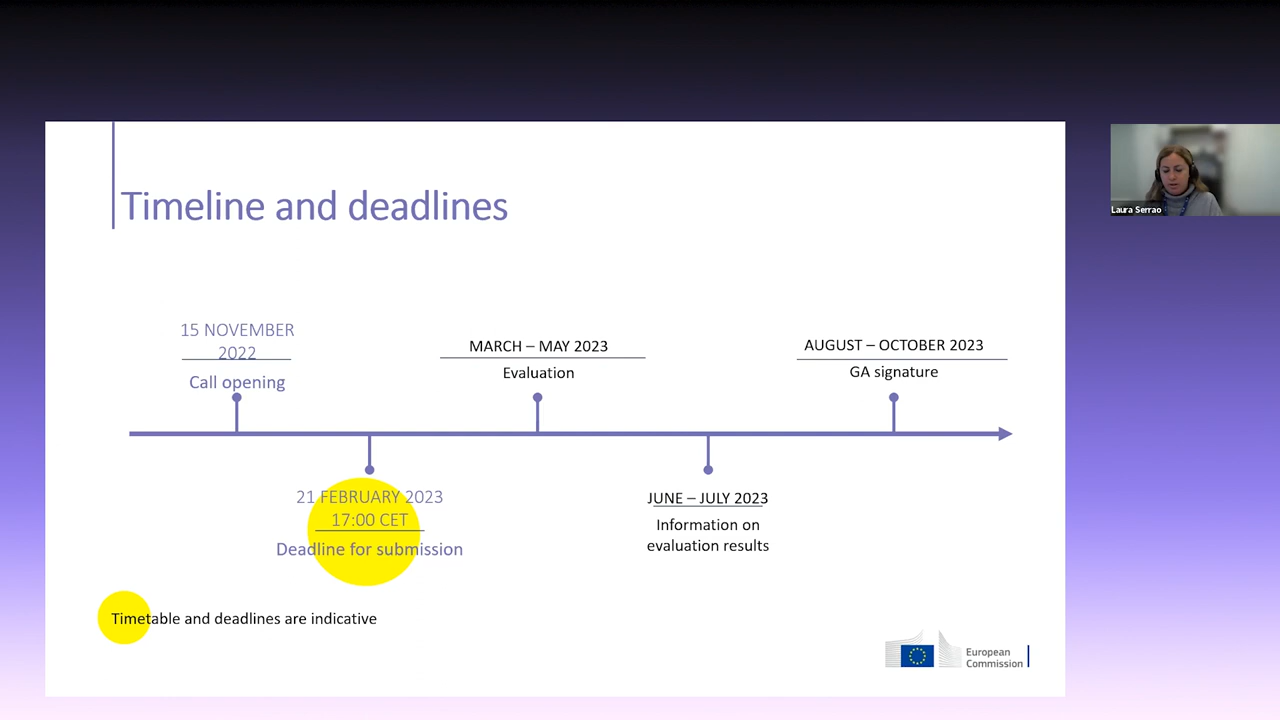 Timeline and deadlines
15 NOVEMBER
2022
Call opening
21 FEBRUARY 2023
17:00 CET
Deadline for submission
MARCH – MAY 2023
Evaluation
JUNE – JULY 2023
Information on
evaluation results
AUGUST – OCTOBER 2023
GA signature
Timetable and deadlines are indicative
European
Commission
Laura Serrao